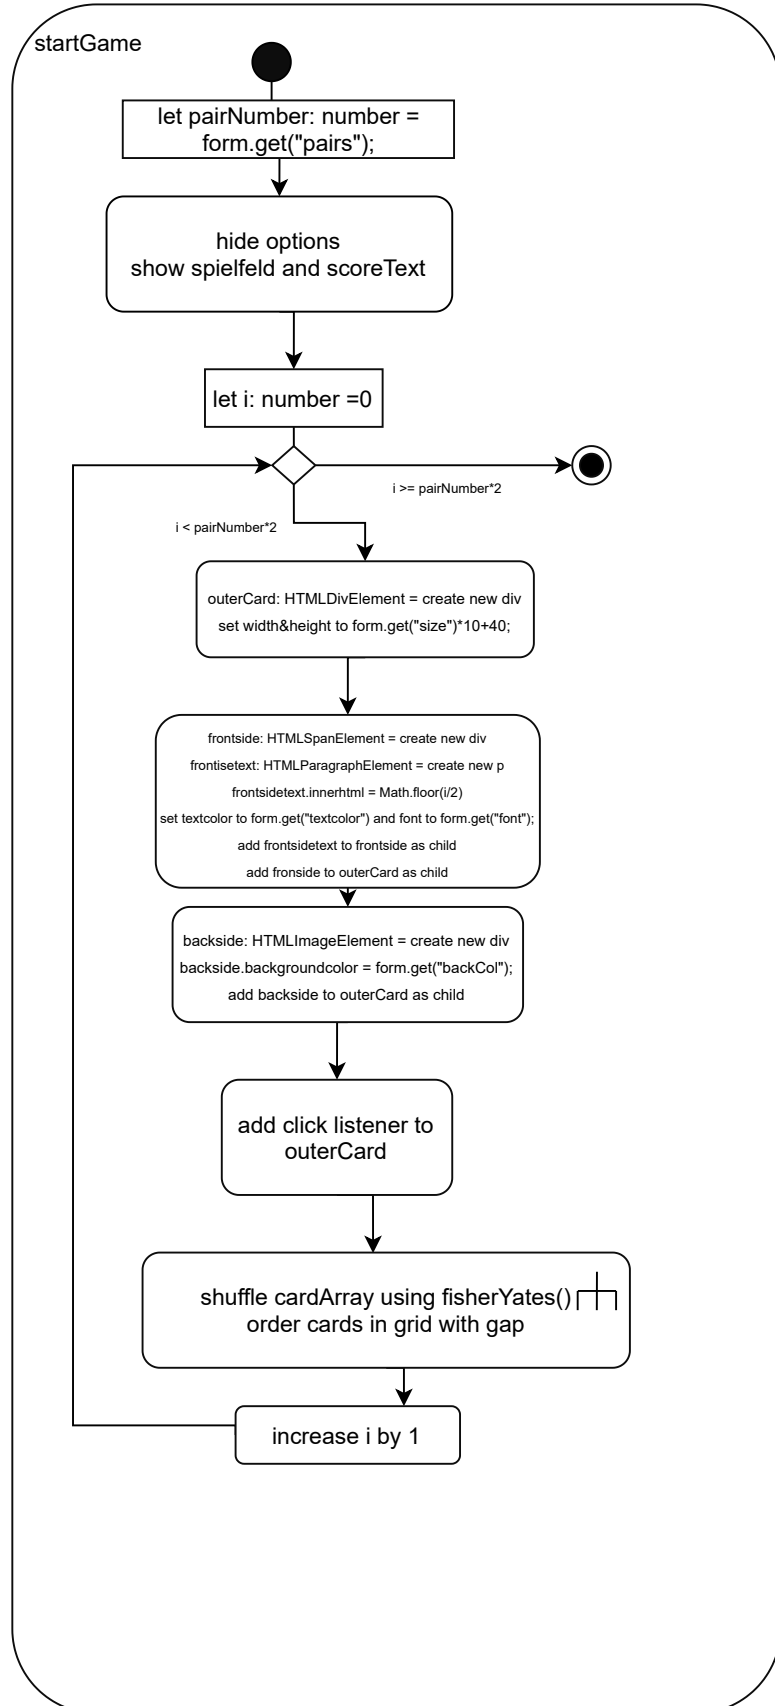 startGame
let pairNumber: number =
form.get("pairs");
hide options
show spielfeld and scoreText
let i: number =0
i >= pairNumber*2
i < pairNumber*2
outerCard: HTMLDivElement = create new div
set width&height to form.get("size")*10+40;
frontside: HTMLSpanElement = create new div
frontisetext: HTMLParagraphElement = create new p
frontsidetext.innerhtml = Math.floor(i/2)
set textcolor to form.get("textcolor") and font to form.get("font");
add frontsidetext to frontside as child
add fronside to outerCard as child
backside: HTMLImageElement = create new div
backside.backgroundcolor = form.get("backCol");
add backside to outerCard as child
add click listener to
outerCard
shuffle cardArray using fisherYates()
order cards in grid with gap
increase i by 1